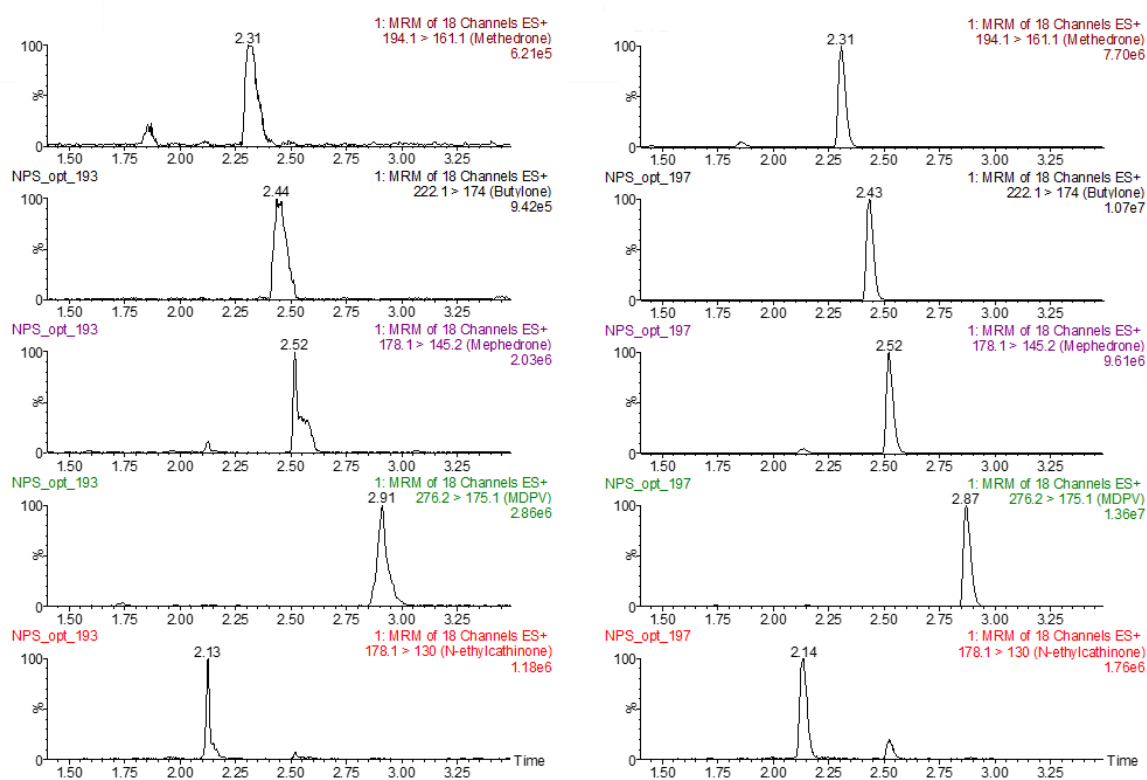 1: MRM of 18 Channels ES+
194.1 > 161.1 (Methedrone)
6.21e5
2.31
100
%
0
1.50 1.75 2.00 2.25 2.50 2.75 3.00 3.25
NPS_opt_193
1: MRM of 18 Channels ES+
222.1 > 174 (Butylone)
9.42e5
2.44
100
%
0
1.50 1.75 2.00 2.25 2.50 2.75 3.00 3.25
NPS_opt_193
1: MRM of 18 Channels ES+
178.1 > 145.2 (Mephedrone)
2.03e6
2.52
100
%
0
1.50 1.75 2.00 2.25 2.50 2.75 3.00 3.25
NPS_opt_193
1: MRM of 18 Channels ES+
276.2 > 175.1 (MDPV)
2.86e6
2.91
100
%
0
1.50 1.75 2.00 2.25 2.50 2.75 3.00 3.25
NPS_opt_193
1: MRM of 18 Channels ES+
178.1 > 130 (N-ethylcathinone)
1.18e6
2.13
100
%
0
Time
1.50 1.75 2.00 2.25 2.50 2.75 3.00 3.25
1: MRM of 18 Channels ES+
194.1 > 161.1 (Methedrone)
7.70e6
2.31
100
%
0
1.50 1.75 2.00 2.25 2.50 2.75 3.00 3.25
NPS_opt_197
1: MRM of 18 Channels ES+
222.1 > 174 (Butylone)
1.07e7
2.43
100
%
0
1.50 1.75 2.00 2.25 2.50 2.75 3.00 3.25
NPS_opt_197
1: MRM of 18 Channels ES+
178.1 > 145.2 (Mephedrone)
9.61e6
2.52
100
%
0
1.50 1.75 2.00 2.25 2.50 2.75 3.00 3.25
NPS_opt_197
1: MRM of 18 Channels ES+
276.2 > 175.1 (MDPV)
1.36e7
2.87
100
%
0
1.50 1.75 2.00 2.25 2.50 2.75 3.00 3.25
NPS_opt_197
1: MRM of 18 Channels ES+
178.1 > 130 (N-ethylcathinone)
1.76e6
2.14
100
%
0
Time
1.50 1.75 2.00 2.25 2.50 2.75 3.00 3.25